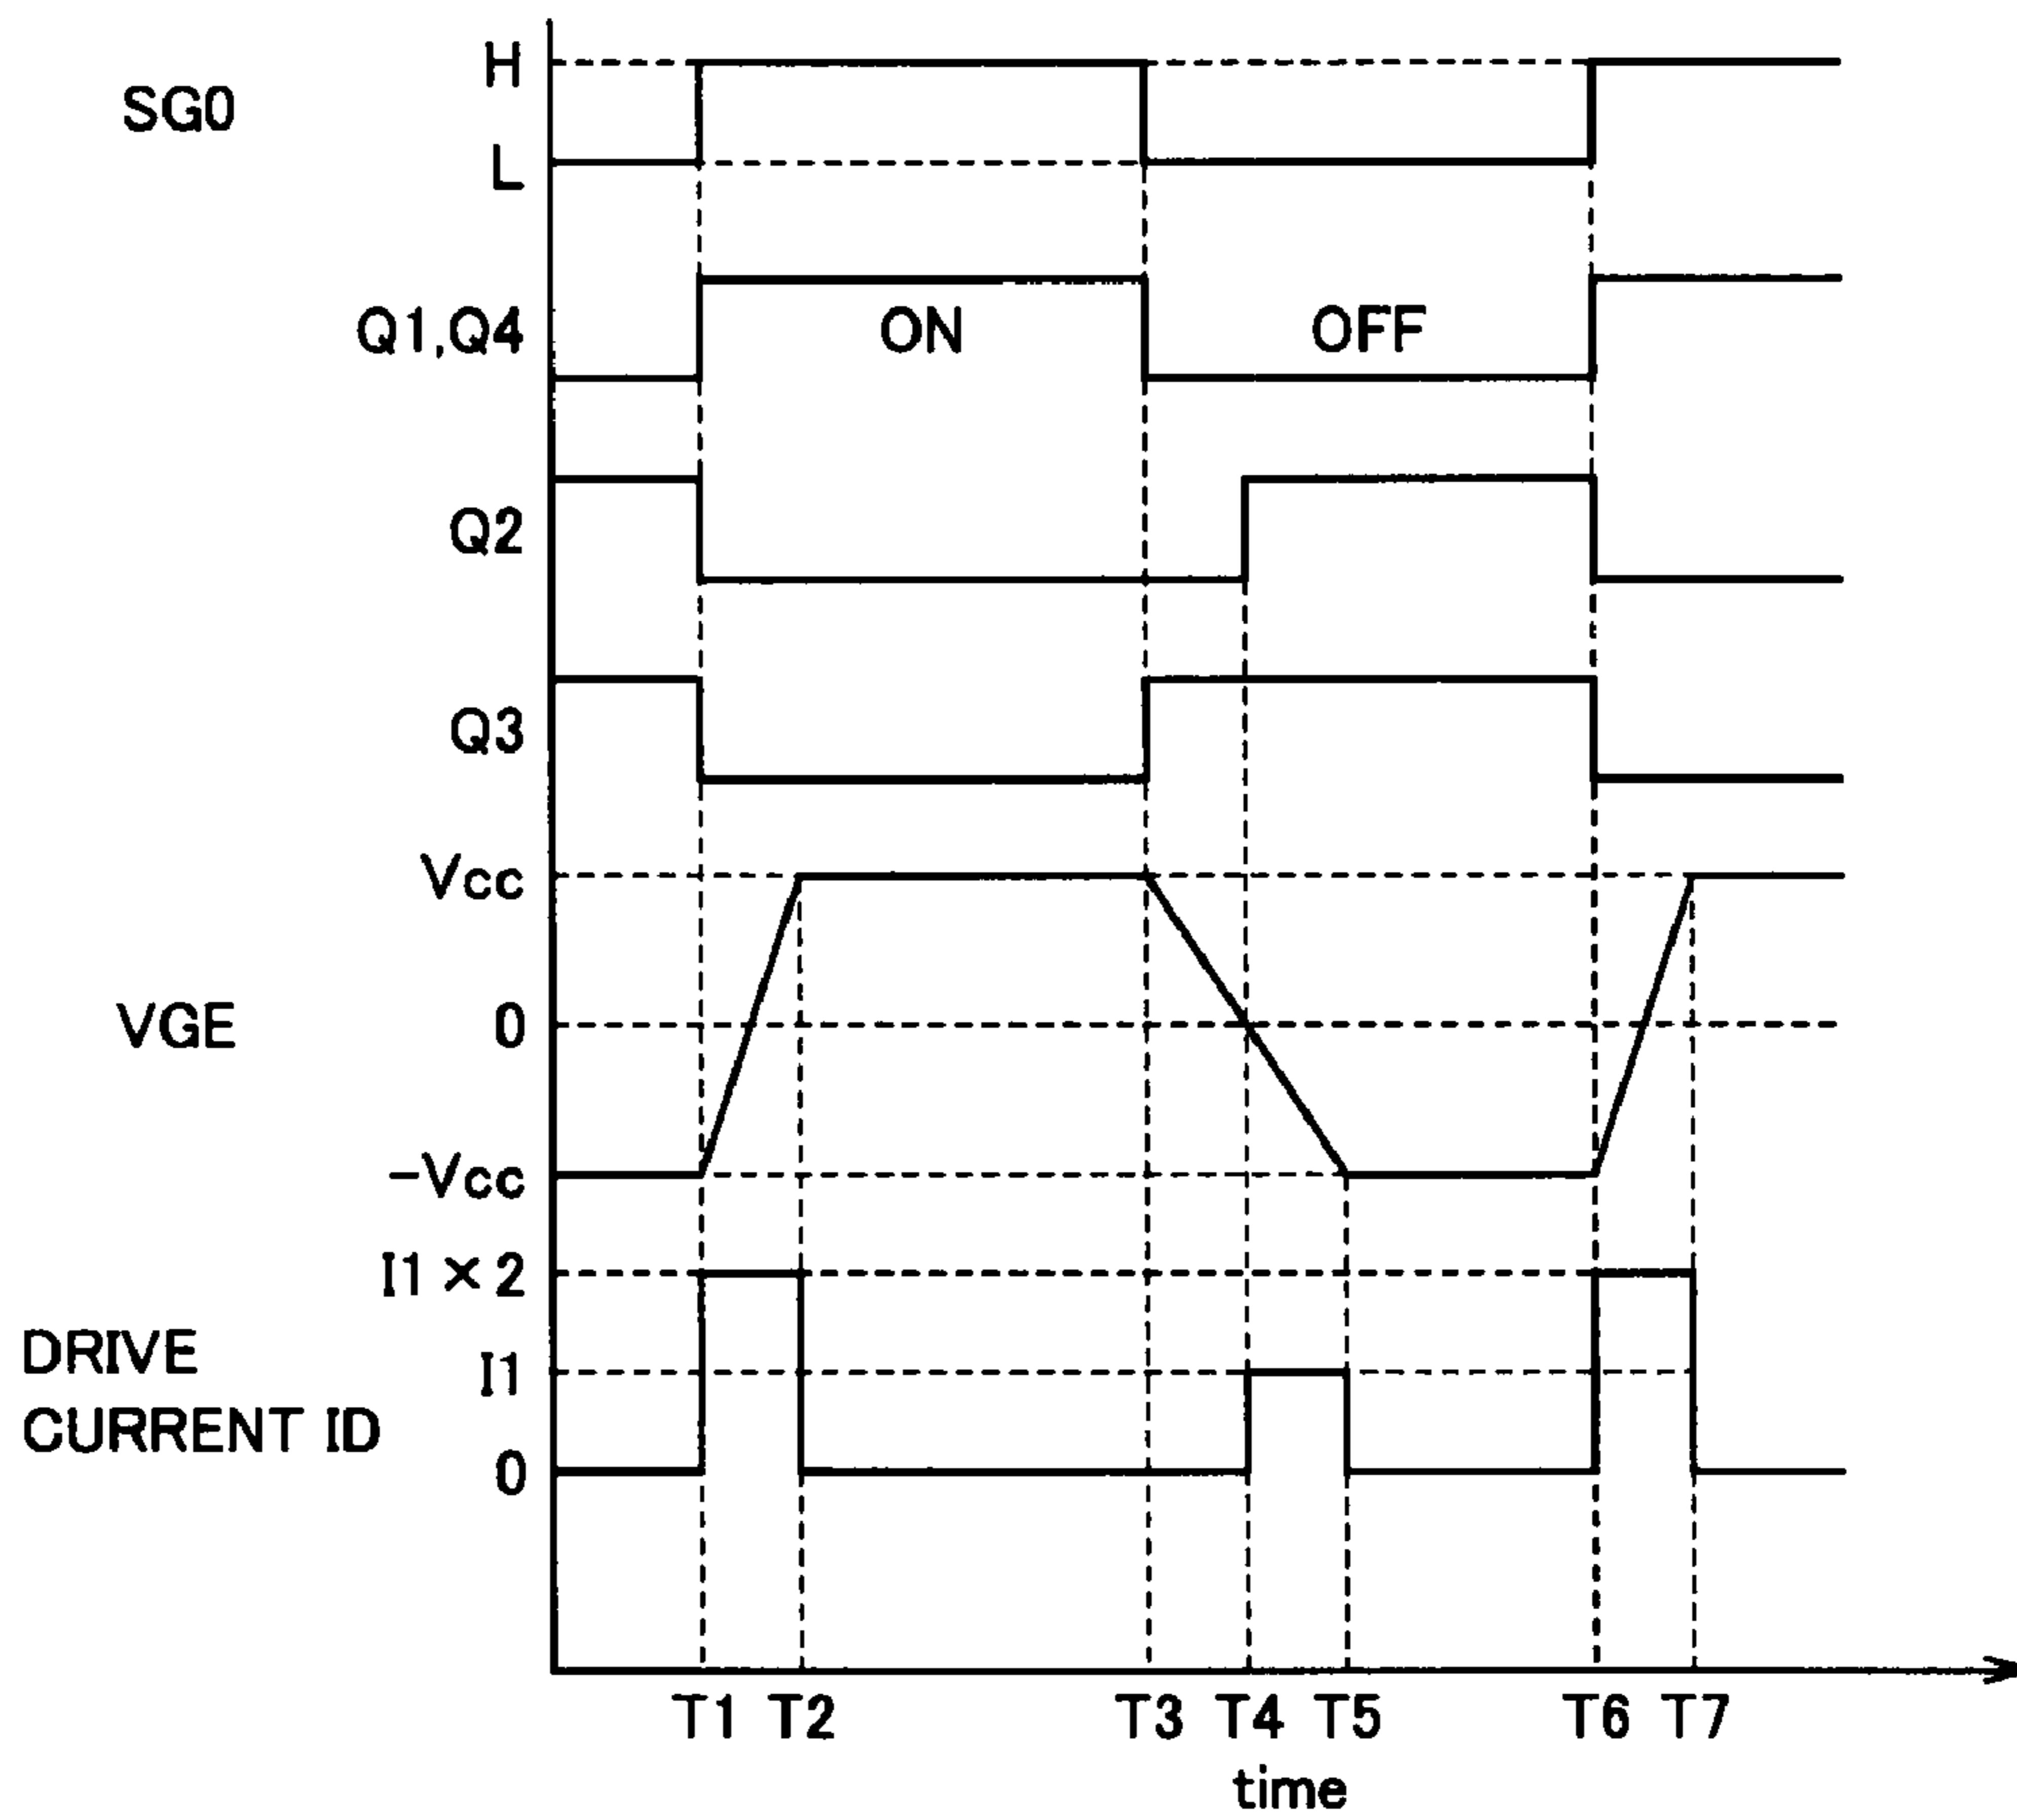 H
SG0
L
Q1,Q4
ON
OFF
Q2
Q3
Vcc
VGE
0
-Vcc
I1 × 2
DRIVE
CURRENT ID
I1
0
T1 T2 T3 T4 T5 T6 T7
time